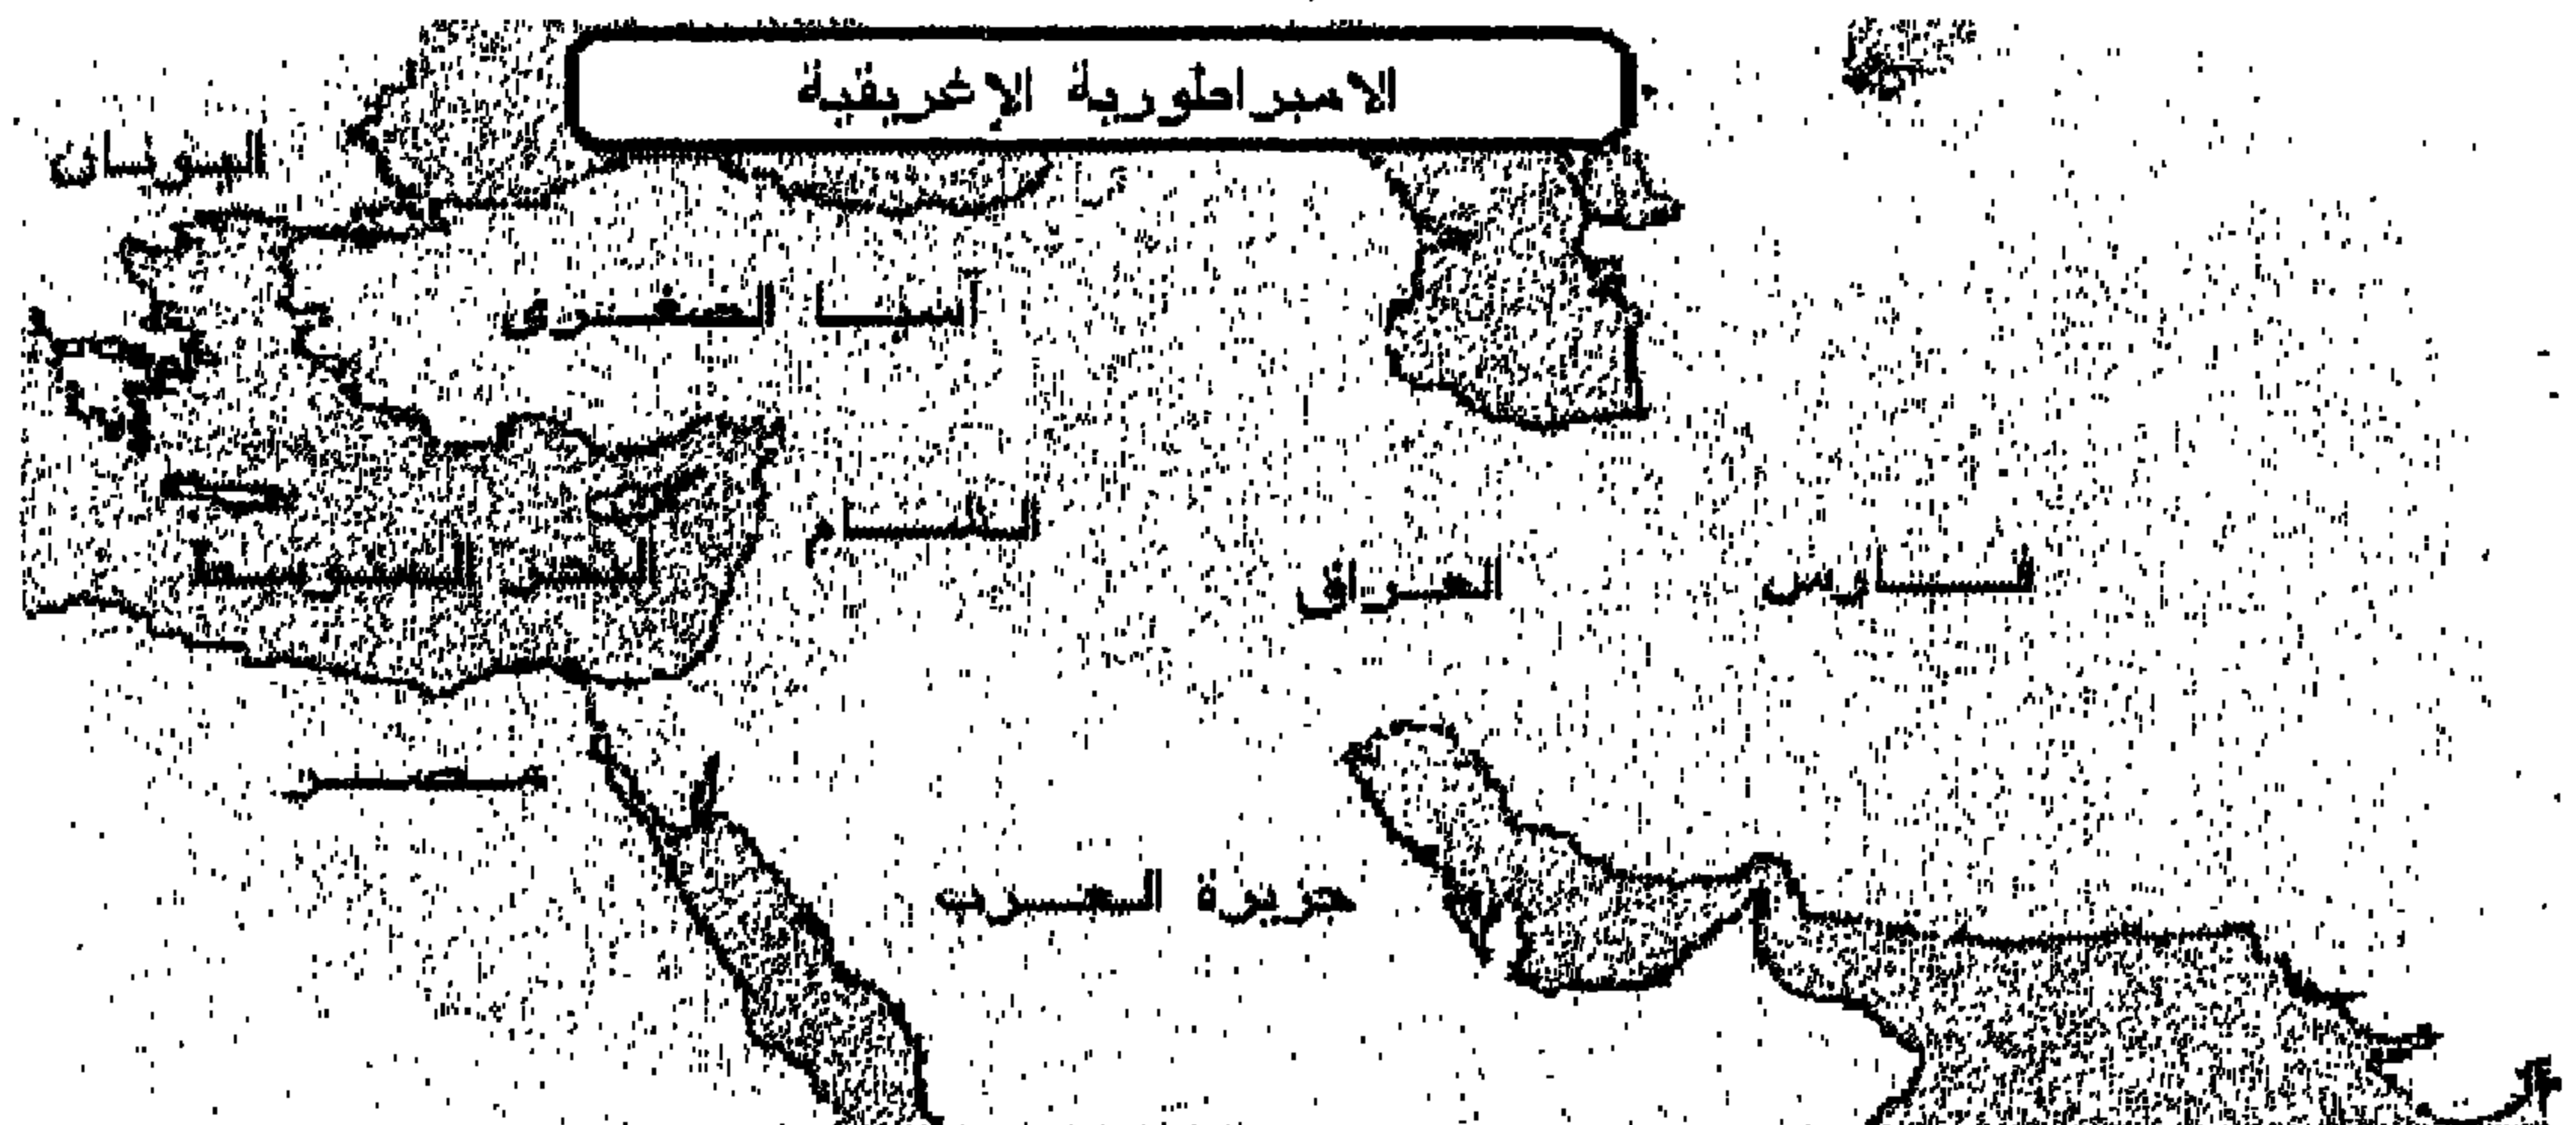 الامبراطورية الإغريقية
اليونان
آسيا الصغرى
الشام
البحر المتوسط
العراق
فارس
مصر
جزيرة العرب